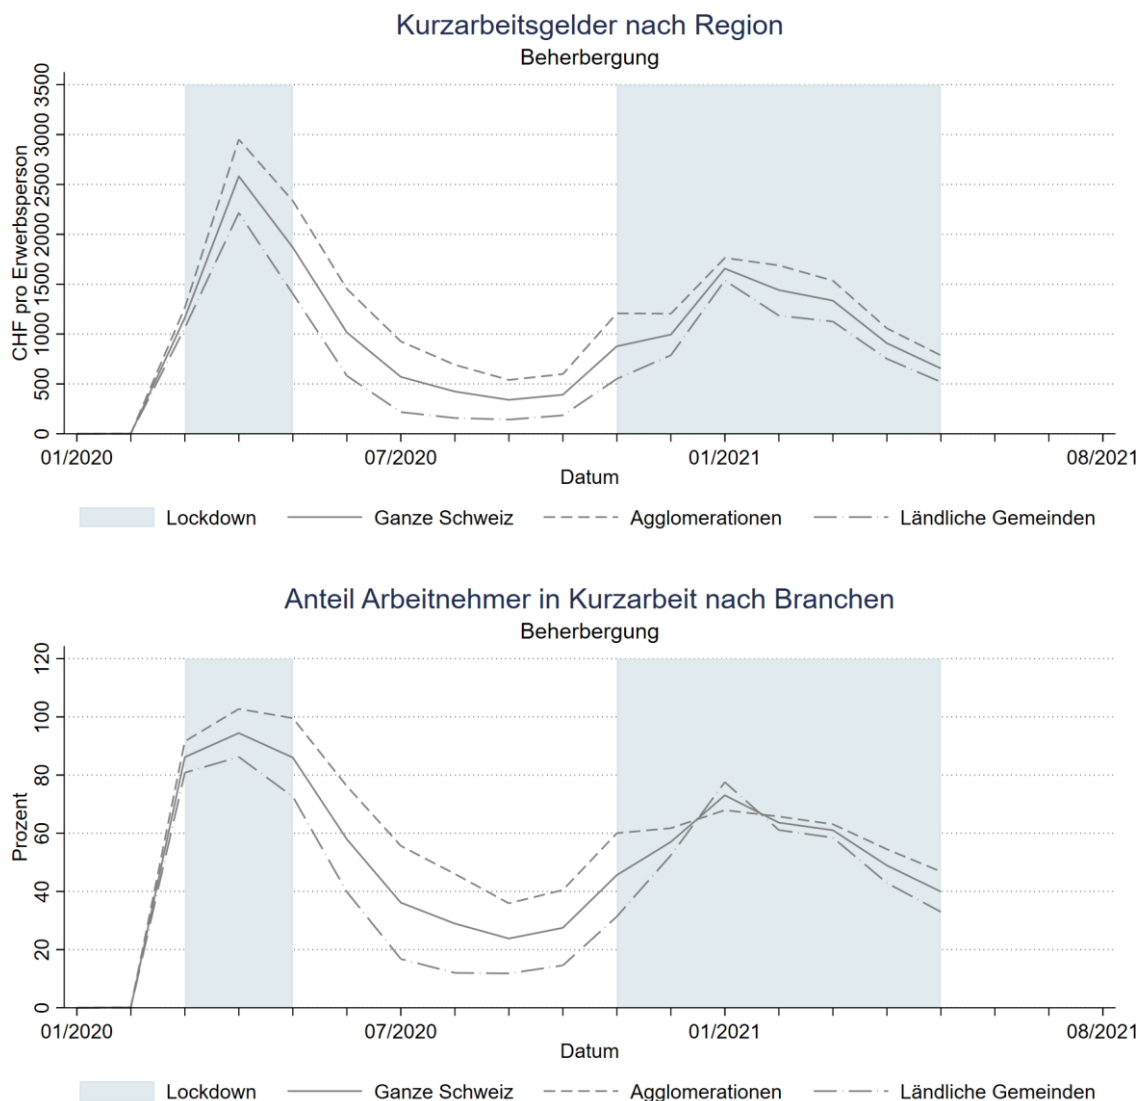 Kurzarbeitsgelder nach Region
Beherbergung
CHF pro Erwerbsperson
3500
3000
2500
2000
1500
1000
500
0
01/2020 07/2020 01/2021 08/2021
Datum
Lockdown Ganze Schweiz Agglomerationen Ländliche Gemeinden
Anteil Arbeitnehmer in Kurzarbeit nach Branchen
Beherbergung
Prozent
120
100
80
60
40
20
0
01/2020 07/2020 01/2021 08/2021
Datum
Lockdown Ganze Schweiz Agglomerationen Ländliche Gemeinden